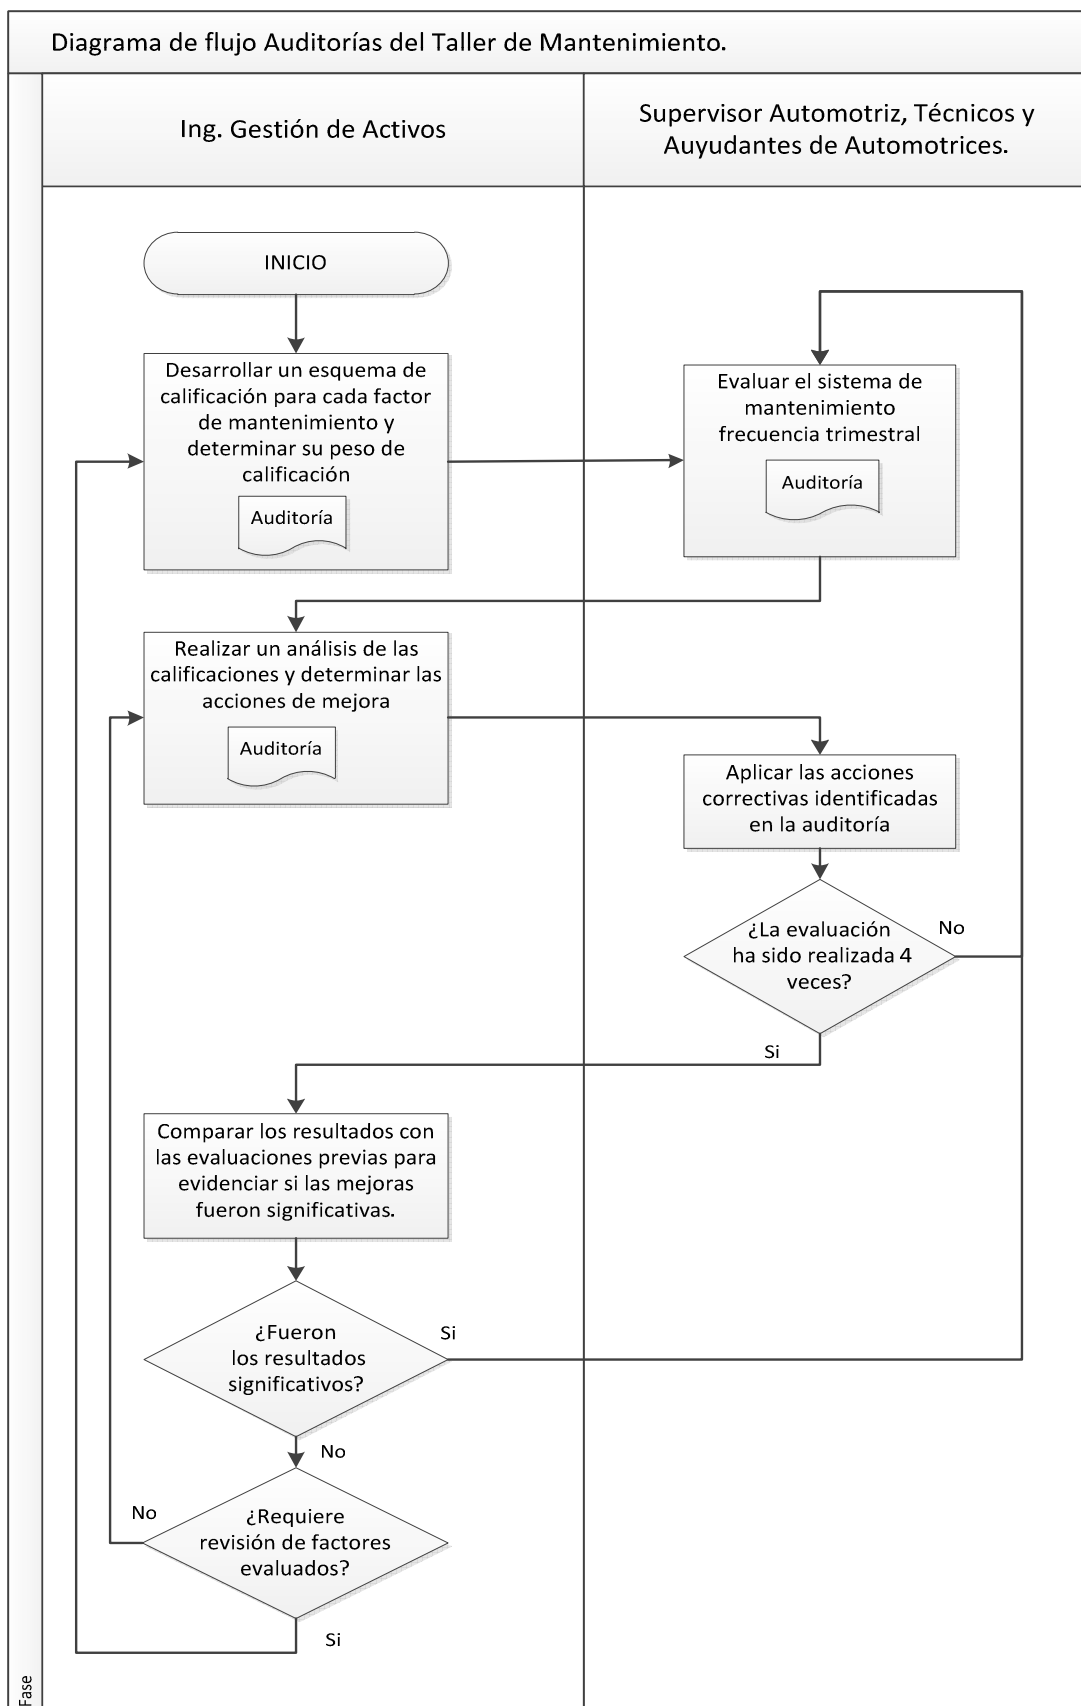 Diagrama de flujo Auditorías del Taller de Mantenimiento.
Ing. Gestión de Activos
Supervisor Automotriz, Técnicos y
Auyudantes de Automotrices.
INICIO
Desarrollar un esquema de
calificación para cada factor
de mantenimiento y
determinar su peso de
calificación
Auditoría
Evaluar el sistema de
mantenimiento
frecuencia trimestral
Auditoría
Realizar un análisis de las
calificaciones y determinar las
acciones de mejora
Auditoría
Aplicar las acciones
correctivas identificadas
en la auditoría
¿La evaluación
ha sido realizada 4
veces?
No
Si
Comparar los resultados con
las evaluaciones previas para
evidenciar si las mejoras
fueron significativas.
¿Fueron
los resultados
significativos?
Si
No
¿Requiere
revisión de factores
evaluados?
No
Si
Fase